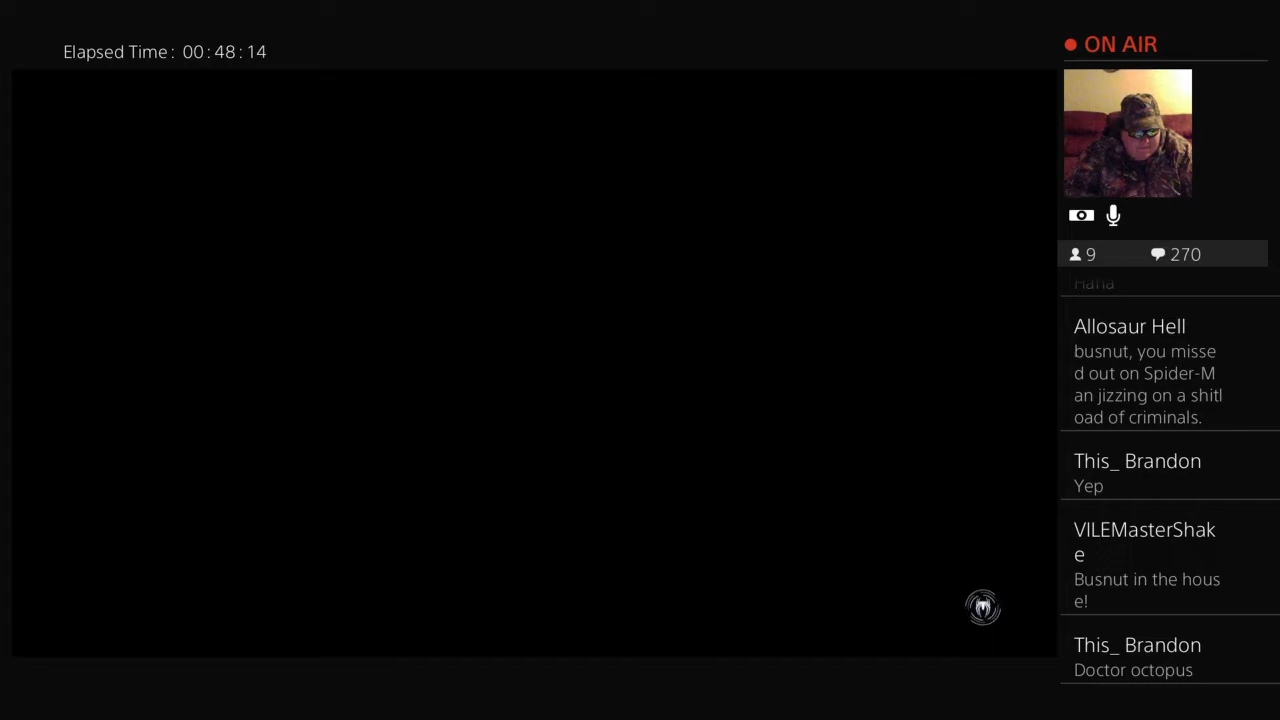 Elapsed Time: 00:48:14
ON AIR
9 270
Haha
Allosaur Hell
busnut, you misse
d out on Spider-M
an jizzing on a shitl
oad of criminals.
This_ Brandon
Yep
VILEMasterShak
e
Busnut in the hous
e!
This_ Brandon
Doctor octopus